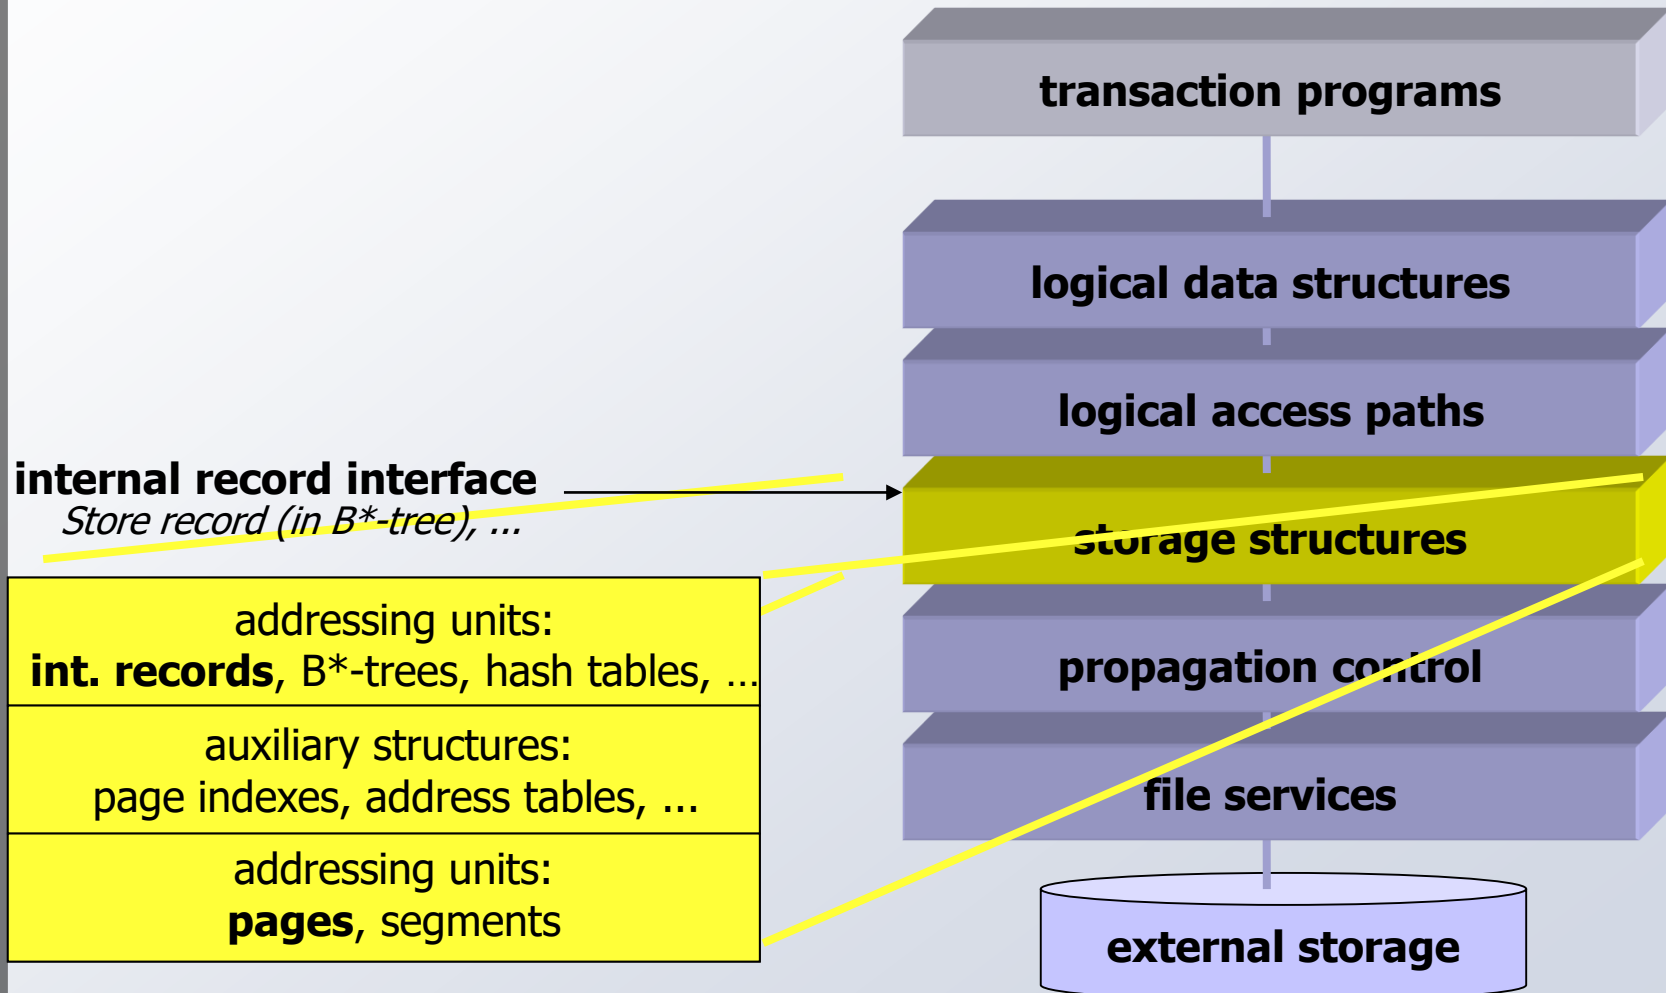 transaction programs
logical data structures
logical access paths
internal record interface
Store record (in B*-tree), ...
storage structures
addressing units:
int. records, B*-trees, hash tables, ...
propagation control
auxiliary structures:
page indexes, address tables, ...
file services
addressing units:
pages, segments
external storage